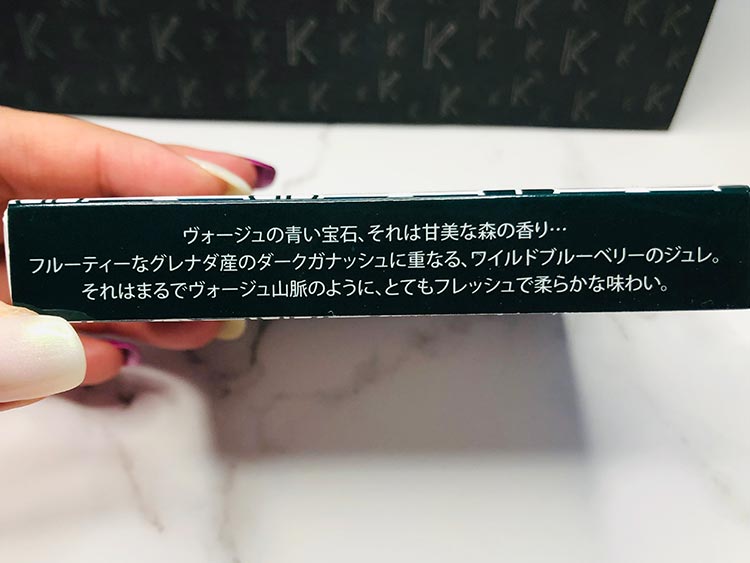 ヴォージュの青い宝石、それは甘美な森の香り…
フルーティーなグレナダ産のダークガナッシュに重なる、ワイルドブルーベリーのジュレ。
それはまるでヴォージュ山脈のように、とてもフレッシュで柔らかな味わい。